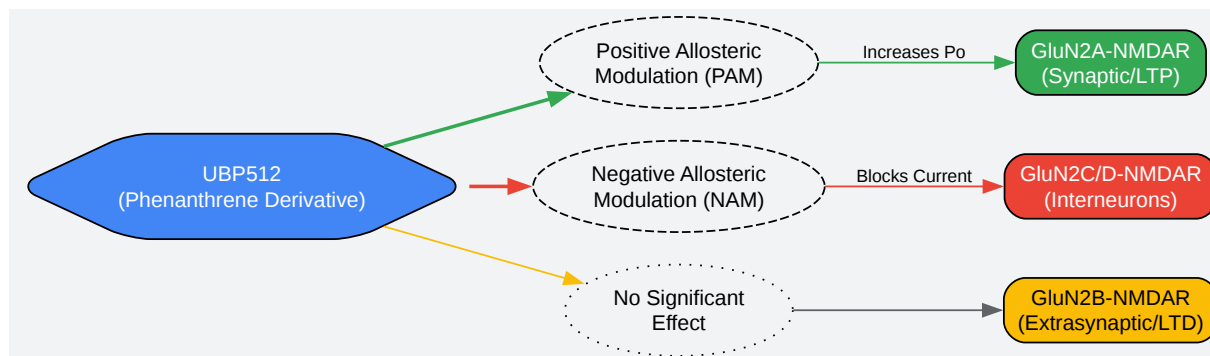 UBP512
(Phenanthrene Derivative)
Positive Allosteric
Modulation (PAM)
Increases Po
GluN2A-NMDAR
(Synaptic/LTP)
Negative Allosteric
Modulation (NAM)
Blocks Current
GluN2C/D-NMDAR
(Interneurons)
No Significant
Effect
GluN2B-NMDAR
(Extrasynaptic/LTD)